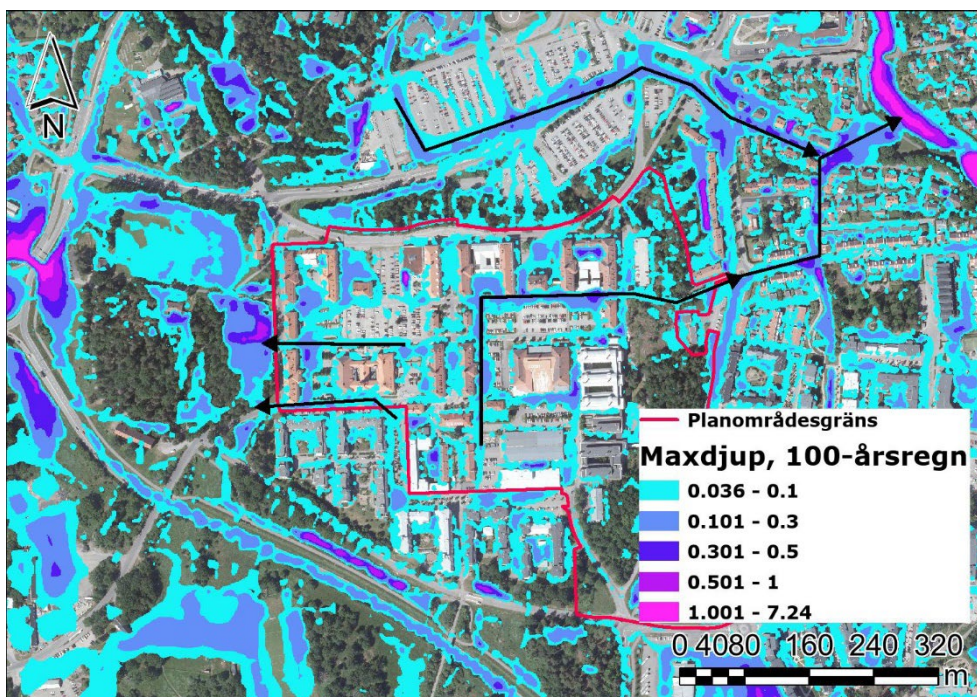 N
Planområdesgräns
Maxdjup, 100-årsregn
0.036 - 0.1
0.101 - 0.3
0.301 - 0.5
0.501 - 1
1.001 - 7.24
0 4080 160 240 320
m